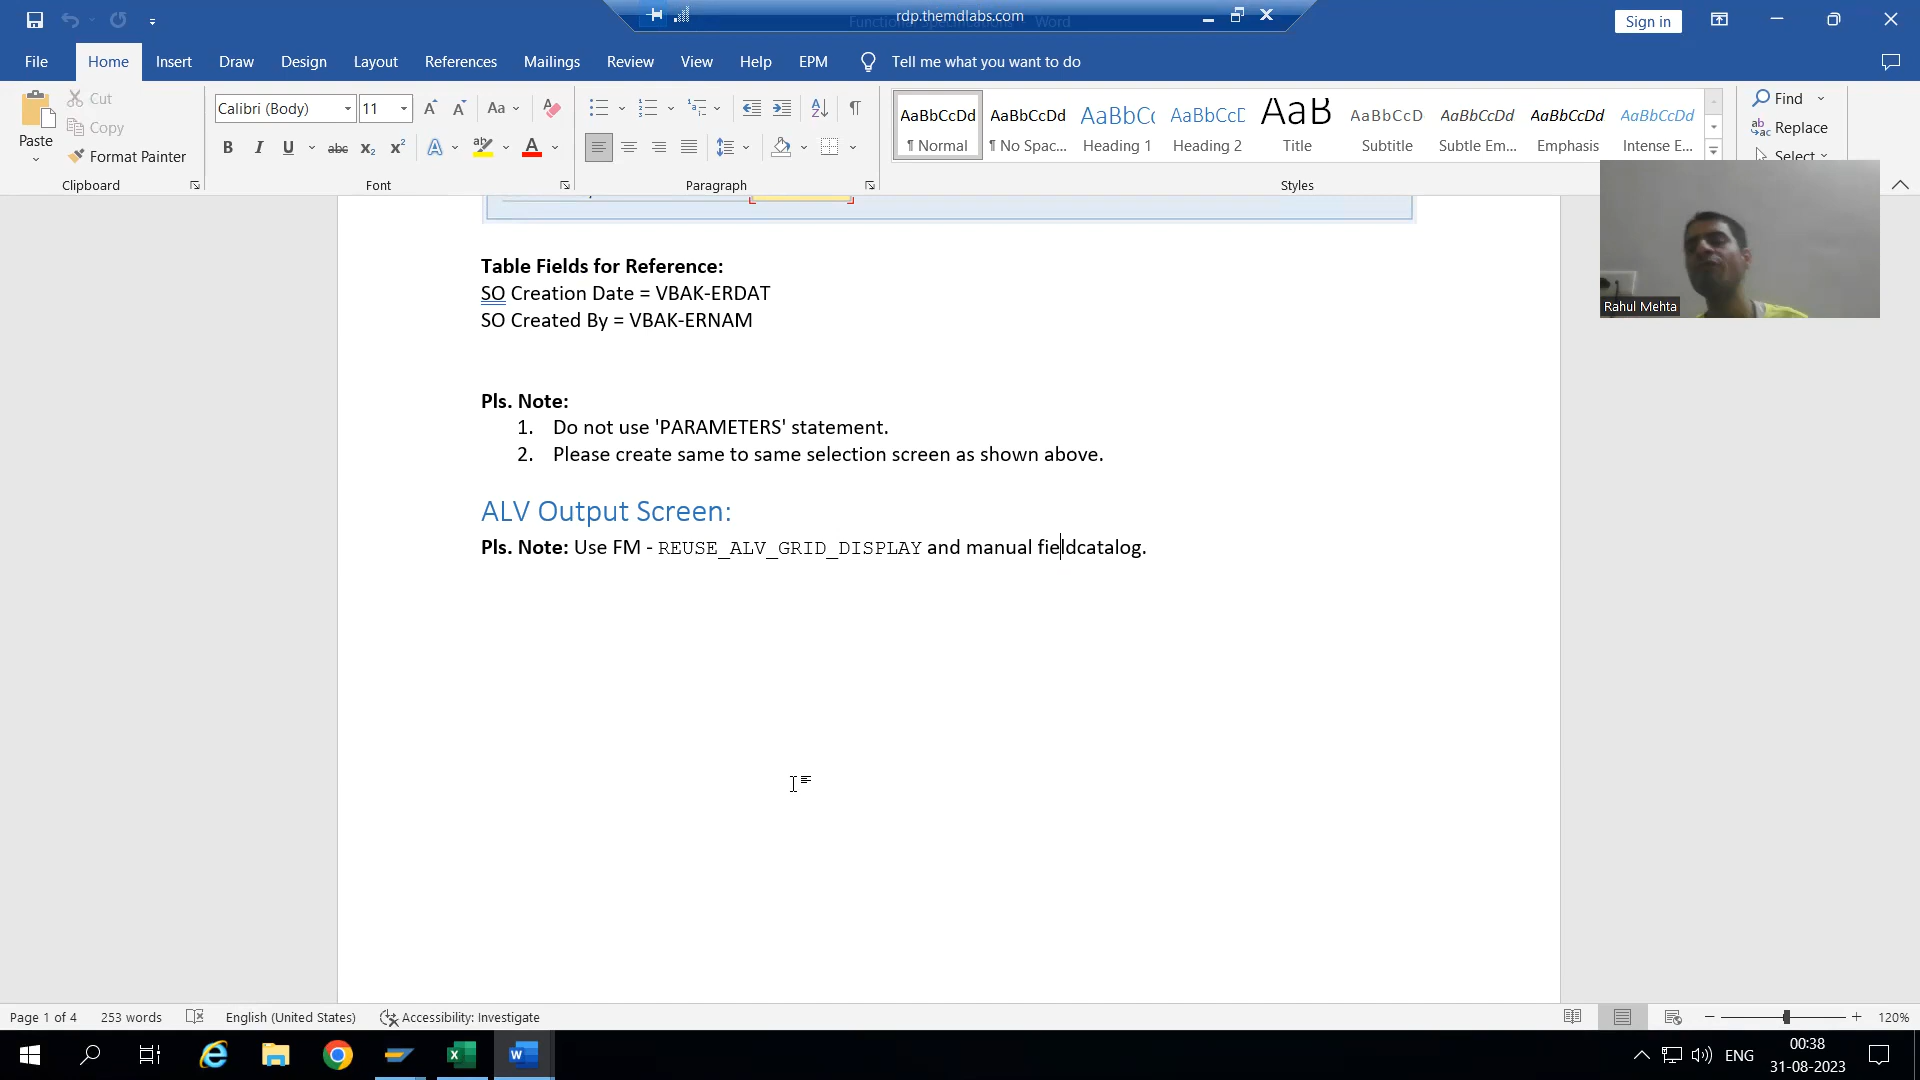 rdp.themdlabs.com
Sign in
File Home Insert Draw Design Layout References Mailings Review View Help EPM Tell me what you want to do
Paste
Cut
Copy
Format Painter
Clipboard
Calibri (Body) 11
Font
Paragraph
AaBbCcDd AaBbCcDd AaBbCc AaBbCcD AaB AaBbCcD AaBbCcDd AaBbCcDd AaBbCcDd
¶ Normal ¶ No Spac... Heading 1 Heading 2 Title Subtitle Subtle Em... Emphasis Intense E...
Styles
Find
Replace
Select
Rahul Mehta
Table Fields for Reference:
SO Creation Date = VBAK-ERDAT
SO Created By = VBAK-ERNAM
Pls. Note:
1. Do not use 'PARAMETERS' statement.
2. Please create same to same selection screen as shown above.
ALV Output Screen:
Pls. Note: Use FM - REUSE_ALV_GRID_DISPLAY and manual fieldcatalog.
Page 1 of 4 253 words English (United States) Accessibility: Investigate 120%
ENG
00:38
31-08-2023